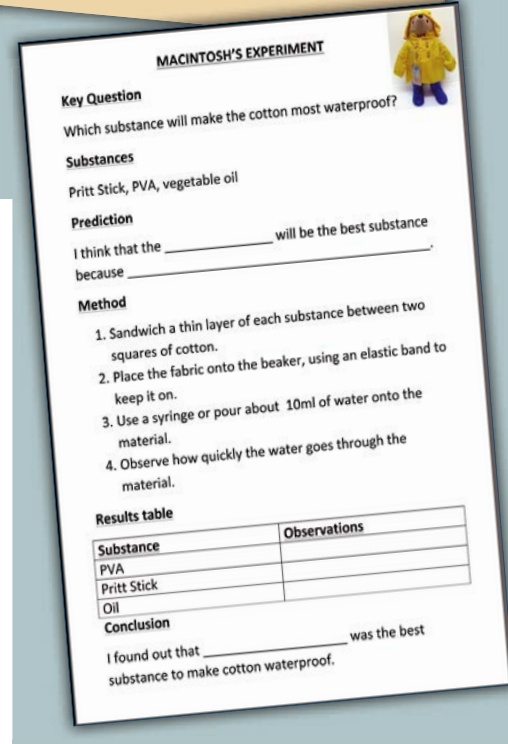 MACINTOSH'S EXPERIMENT
Key Question
Which substance will make the cotton most waterproof?
Substances
Pritt Stick, PVA, vegetable oil
Prediction
I think that the ____________ will be the best substance
because ___________________________________.
Method
1. Sandwich a thin layer of each substance between two
squares of cotton.
2. Place the fabric onto the beaker, using an elastic band to
keep it on.
3. Use a syringe or pour about 10ml of water onto the
material.
4. Observe how quickly the water goes through the
material.
Results table
Substance Observations
PVA
Pritt Stick
Oil
Conclusion
I found out that _________________ was the best
substance to make cotton waterproof.